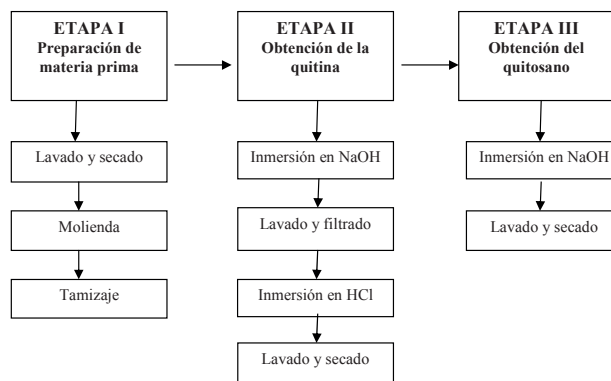 ETAPA I
Preparación de
materia prima
Lavado y secado
Molienda
Tamizaje
ETAPA II
Obtención de la
quitina
Inmersión en NaOH
Lavado y filtrado
Inmersión en HCl
Lavado y secado
ETAPA III
Obtención del
quitosano
Inmersión en NaOH
Lavado y secado